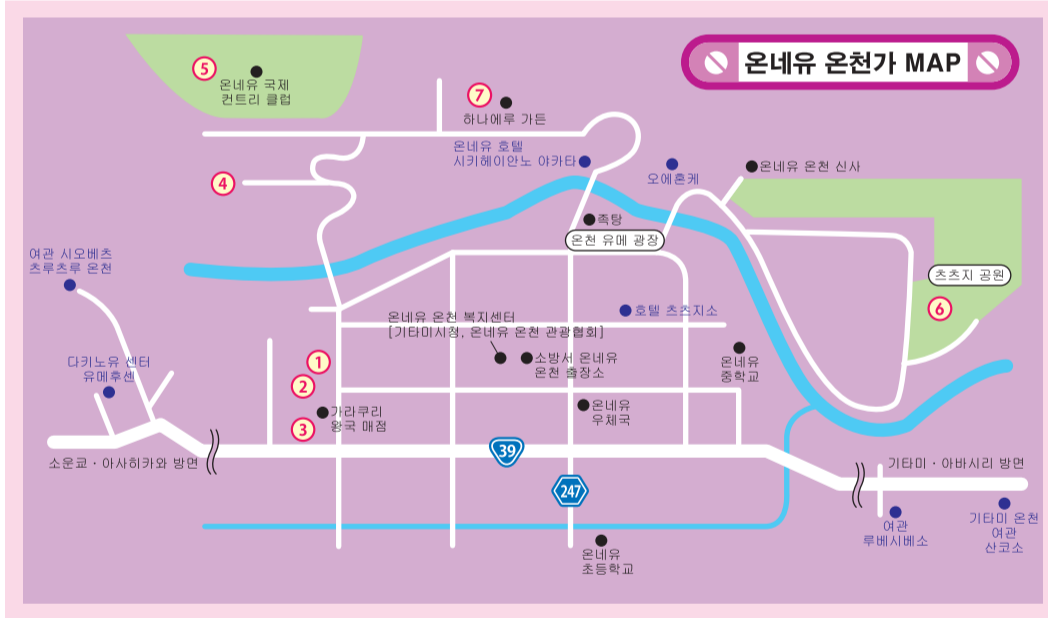 온네유 온천가 MAP
5
온네유 국제
컨트리 클럽
7
하나에루 가든
온네유 호텔
시키헤이안노 야카타
오에혼케
온네유 온천 신사
4
족탕
온천 유메 광장
여관 시오베츠
츠루츠루 온천
츠츠지 공원
6
호텔 츠츠지소
온네유 온천 복지센터
[기타미시청, 온네유 온천 관광협회]
소방서 온네유
온천 출장소
온네유
중학교
1
2
다키노유 센터
유메후센
가라쿠리
왕국 매점
3
온네유
우체국
39
소운쿄・아사히카와 방면
기타미・아바시리 방면
247
여관
루베시베소
기타미 온천
여관
산코소
온네유
초등학교